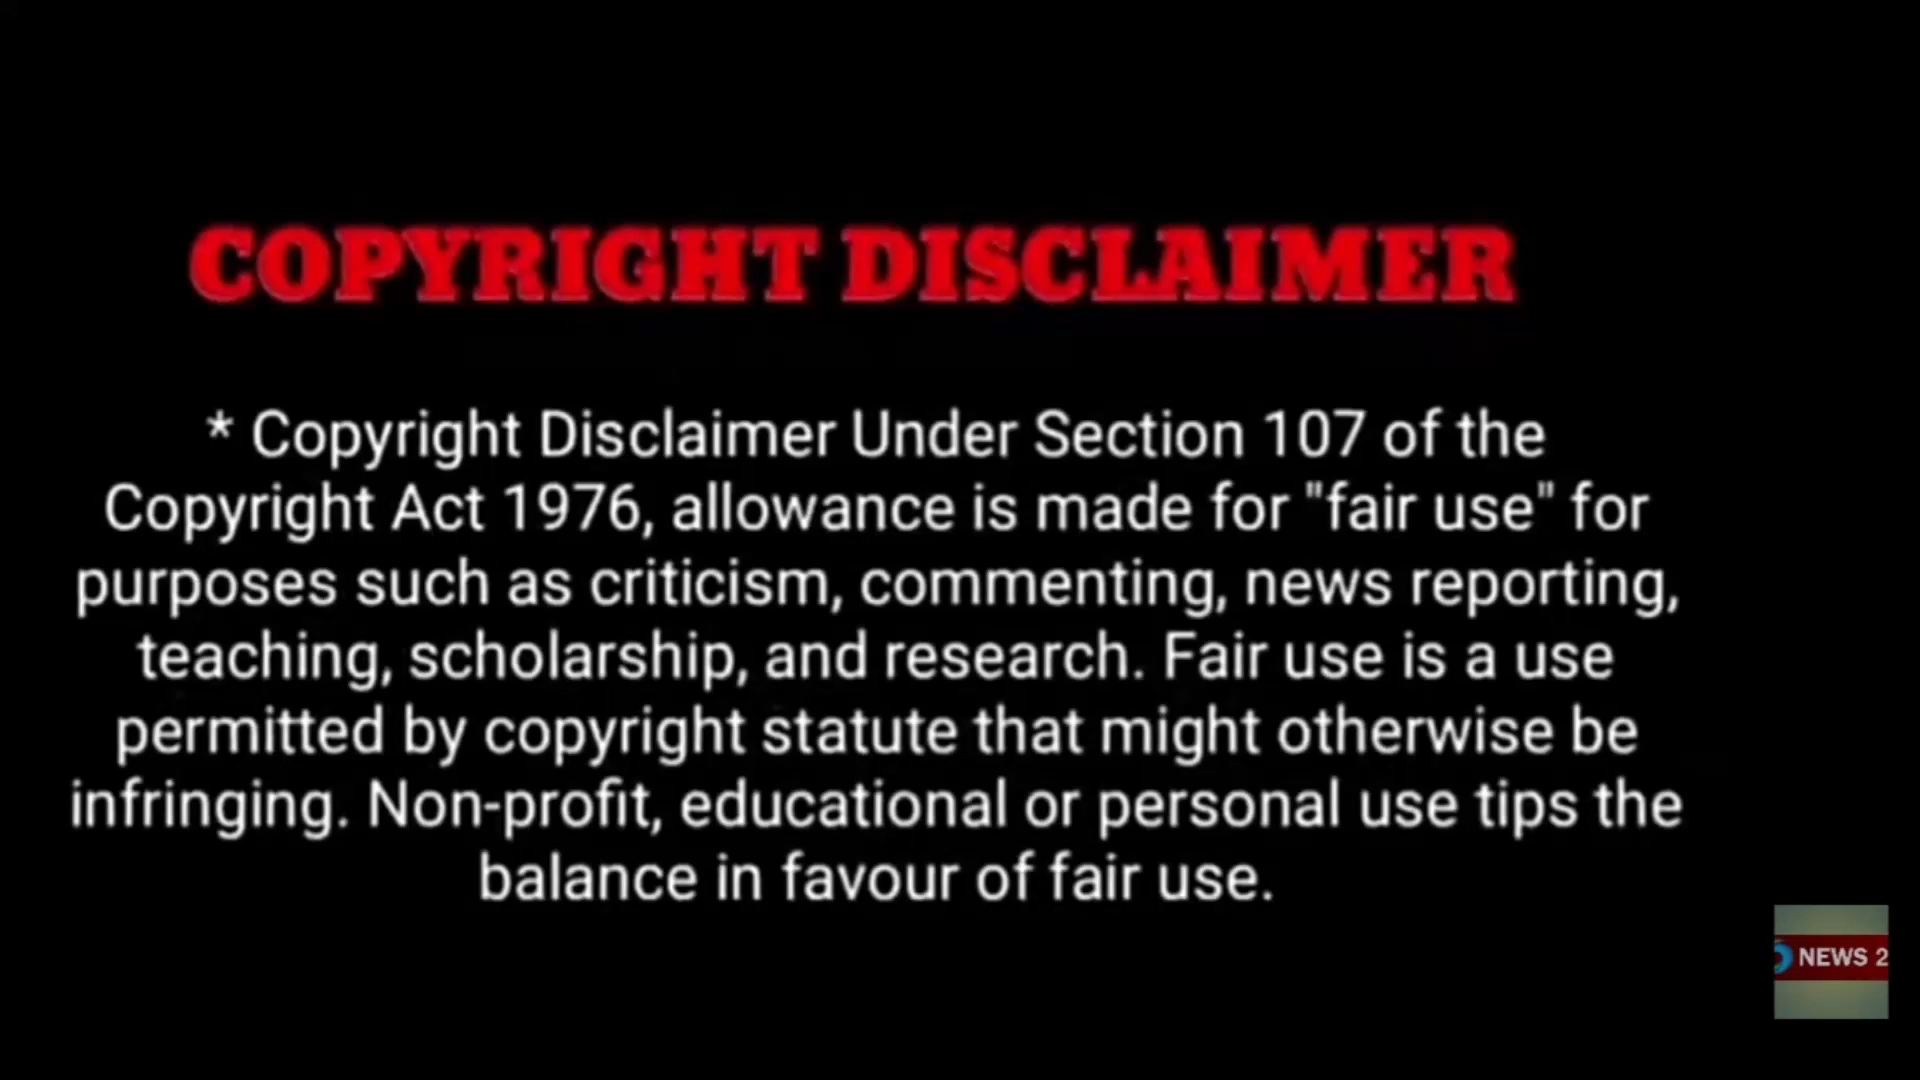 COPYRIGHT DISCLAIMER
* Copyright Disclaimer Under Section 107 of the
Copyright Act 1976, allowance is made for "fair use" for
purposes such as criticism, commenting, news reporting,
teaching, scholarship, and research. Fair use is a use
permitted by copyright statute that might otherwise be
infringing. Non-profit, educational or personal use tips the
balance in favour of fair use.
NEWS 2